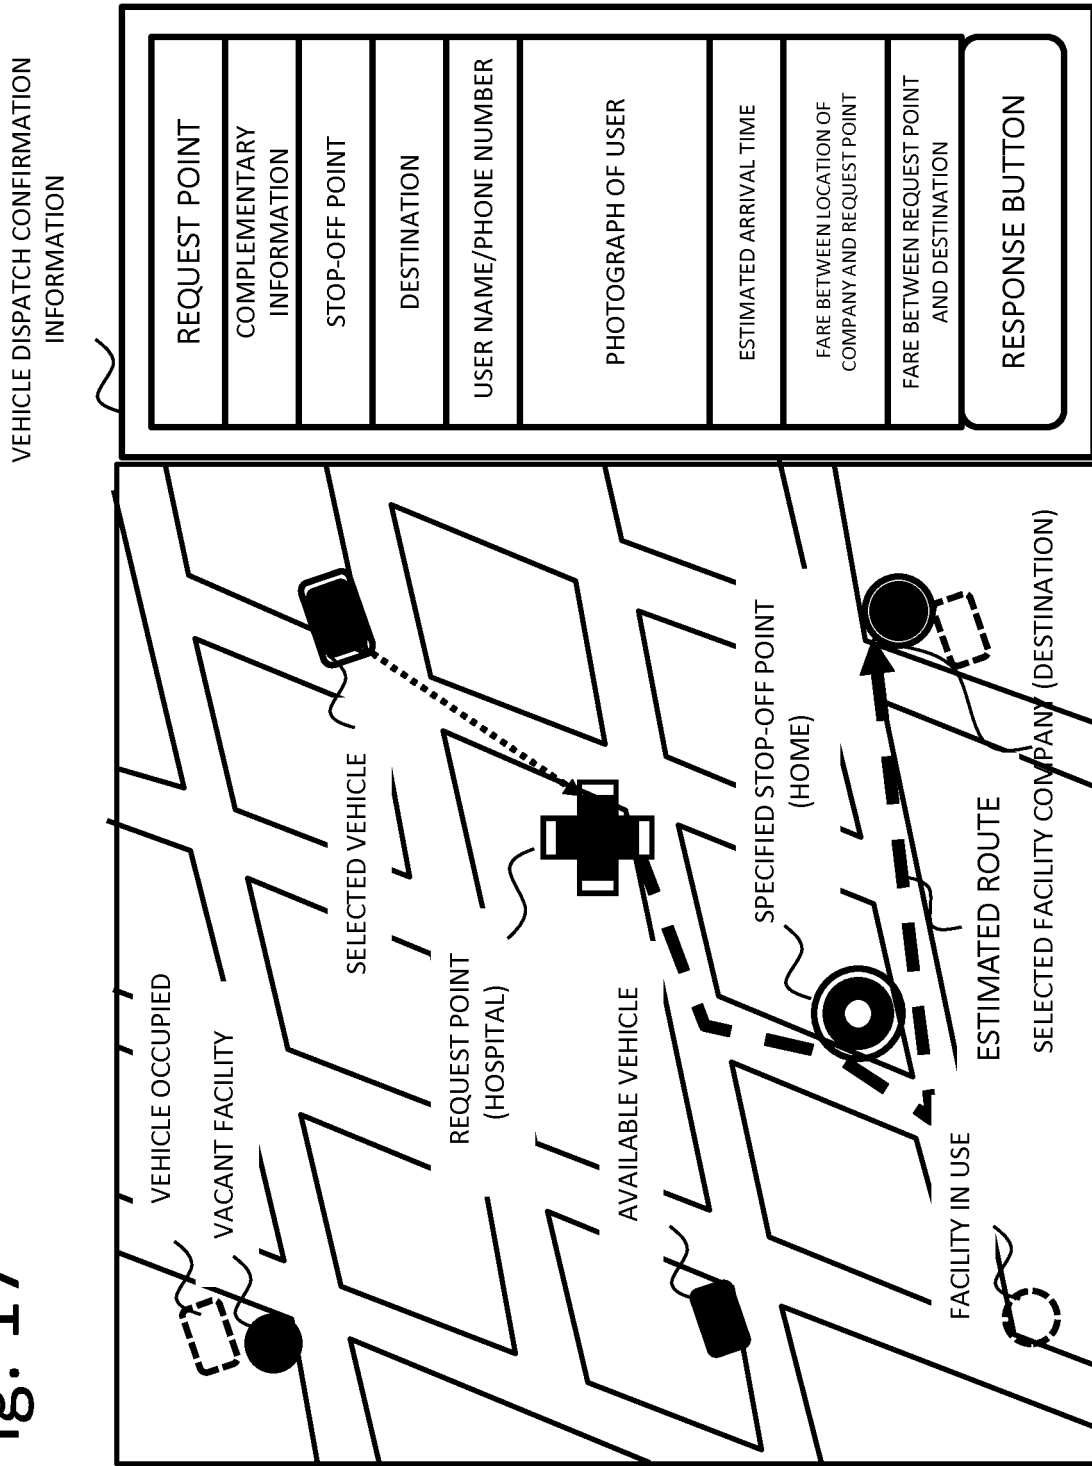 Fig. 17
VEHICLE DISPATCH CONFIRMATION
INFORMATION
VEHICLE OCCUPIED
VACANT FACILITY
SELECTED VEHICLE
REQUEST POINT
(HOSPITAL)
AVAILABLE VEHICLE
SPECIFIED STOP-OFF POINT
(HOME)
FACILITY IN USE
ESTIMATED ROUTE
SELECTED FACILITY COMPANY (DESTINATION)
REQUEST POINT
COMPLEMENTARY
INFORMATION
STOP-OFF POINT
DESTINATION
USER NAME/PHONE NUMBER
PHOTOGRAPH OF USER
ESTIMATED ARRIVAL TIME
FARE BETWEEN LOCATION OF
COMPANY AND REQUEST POINT
FARE BETWEEN REQUEST POINT
AND DESTINATION
RESPONSE BUTTON